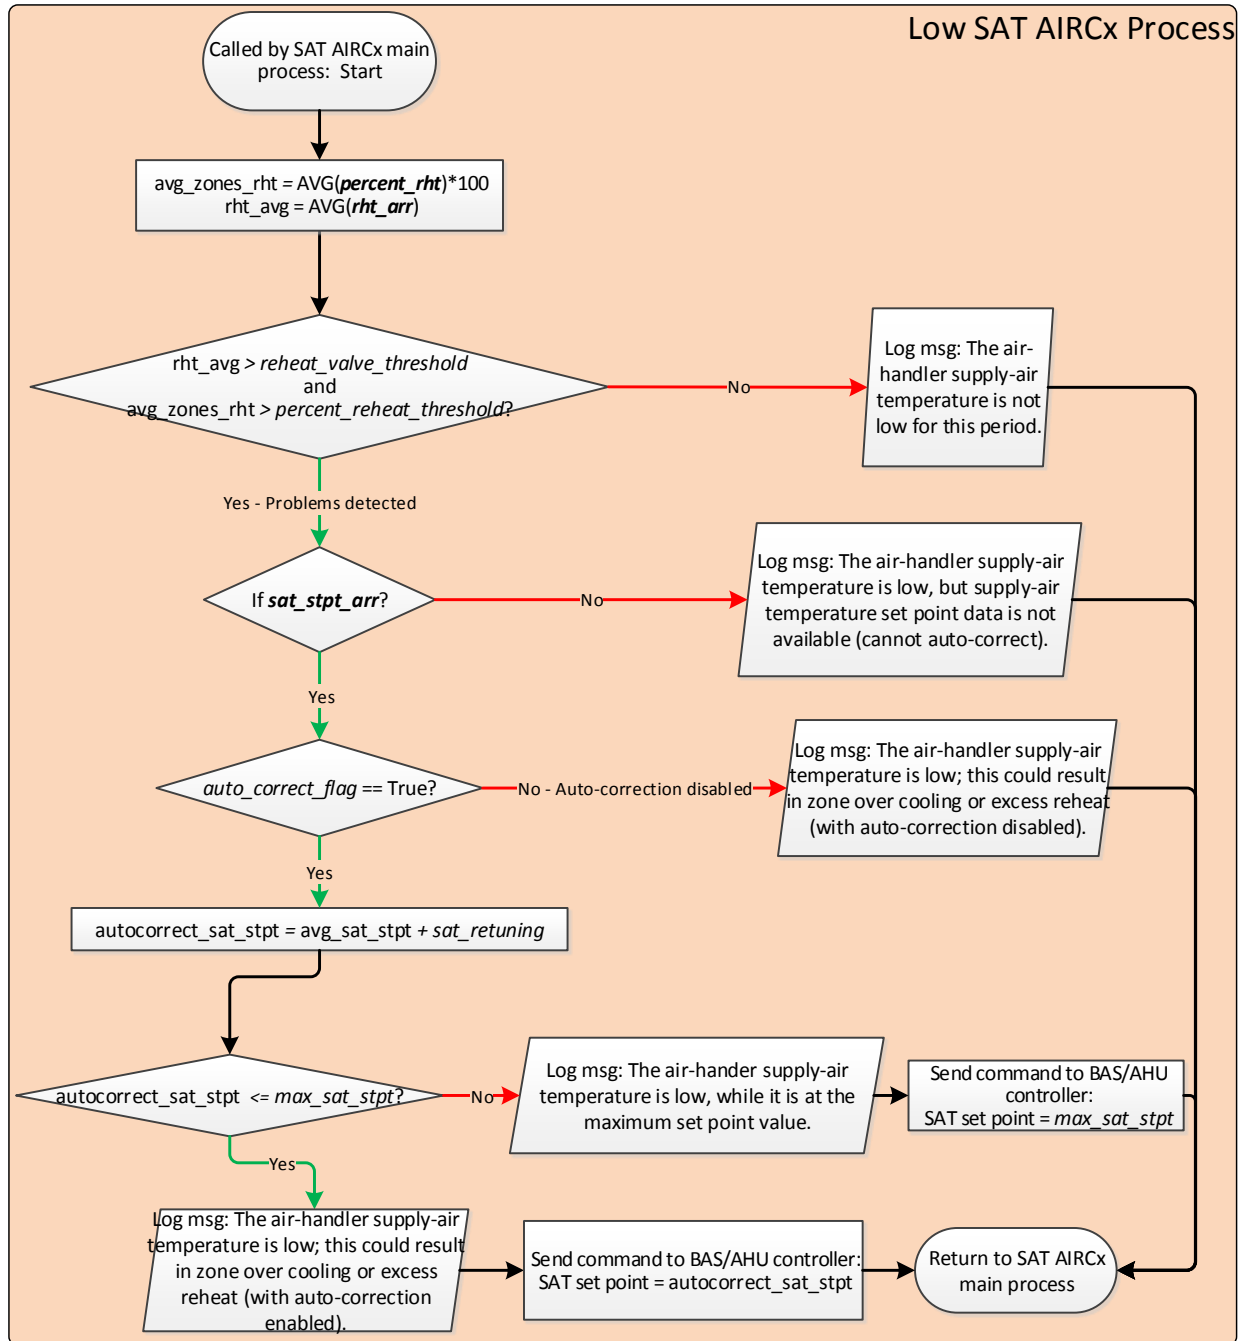 Low SAT AIRCx Process
Called by SAT AIRCx main
process:  Start
avg_zones_rht = AVG(percent_rht)*100
rht_avg = AVG(rht_arr)
rht_avg > reheat_valve_threshold
and
avg_zones_rht > percent_reheat_threshold?
No
Log msg: The air-
handler supply-air
temperature is not
low for this period.
Yes - Problems detected
If sat_stpt_arr?
No
Log msg: The air-handler supply-air
temperature is low, but supply-air
temperature set point data is not
available (cannot auto-correct).
Yes
auto_correct_flag == True?
No - Auto-correction disabled
Log msg: The air-handler supply-air
temperature is low; this could result
in zone over cooling or excess reheat
(with auto-correction disabled).
Yes
autocorrect_sat_stpt = avg_sat_stpt + sat_retuning
autocorrect_sat_stpt <= max_sat_stpt?
No
Log msg: The air-hander supply-air
temperature is low, while it is at the
maximum set point value.
Send command to BAS/AHU
controller:
SAT set point = max_sat_stpt
Yes
Log msg: The air-handler supply-air
temperature is low; this could result
in zone over cooling or excess
reheat (with auto-correction
enabled).
Send command to BAS/AHU controller:
SAT set point = autocorrect_sat_stpt
Return to SAT AIRCx
main process